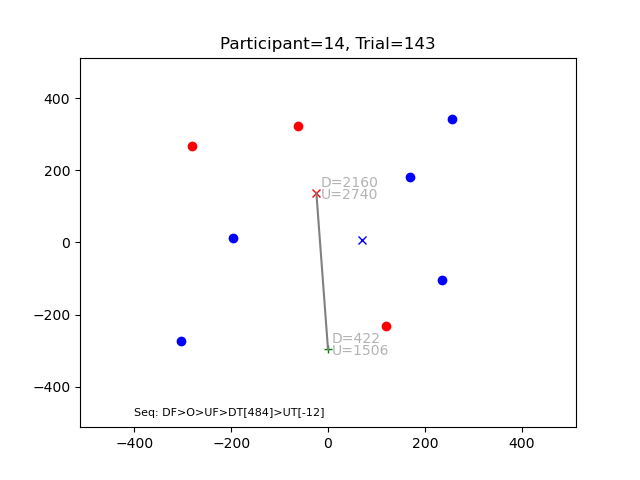 Participant=14, Trial=143
400
200
0
−200
−400
D=2160
U=2740
D=422
U=1506
Seq: DF>O>UF>DT[484]>UT[-12]
−400
−200
0
200
400